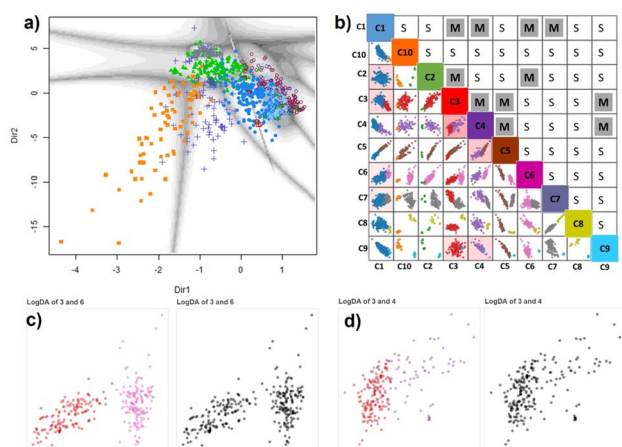 a)
Dir2
5
0
-5
-10
-15
-4 -3 -2 -1 0 1
Dir1
b)
C1 C1 S S M M S M M S S
C10 C10 S S S S S S S S
C2 C2 M S S M S S S
C3 C3 M M S S S M
C4 C4 M S S S M
C5 C5 S S S S
C6 C6 S S S
C7 C7 S S
C8 C8 S
C9 C9
C1 C10 C2 C3 C4 C5 C6 C7 C8 C9
LogDA of 3 and 6
LogDA of 3 and 6
c)
LogDA of 3 and 4
LogDA of 3 and 4
d)